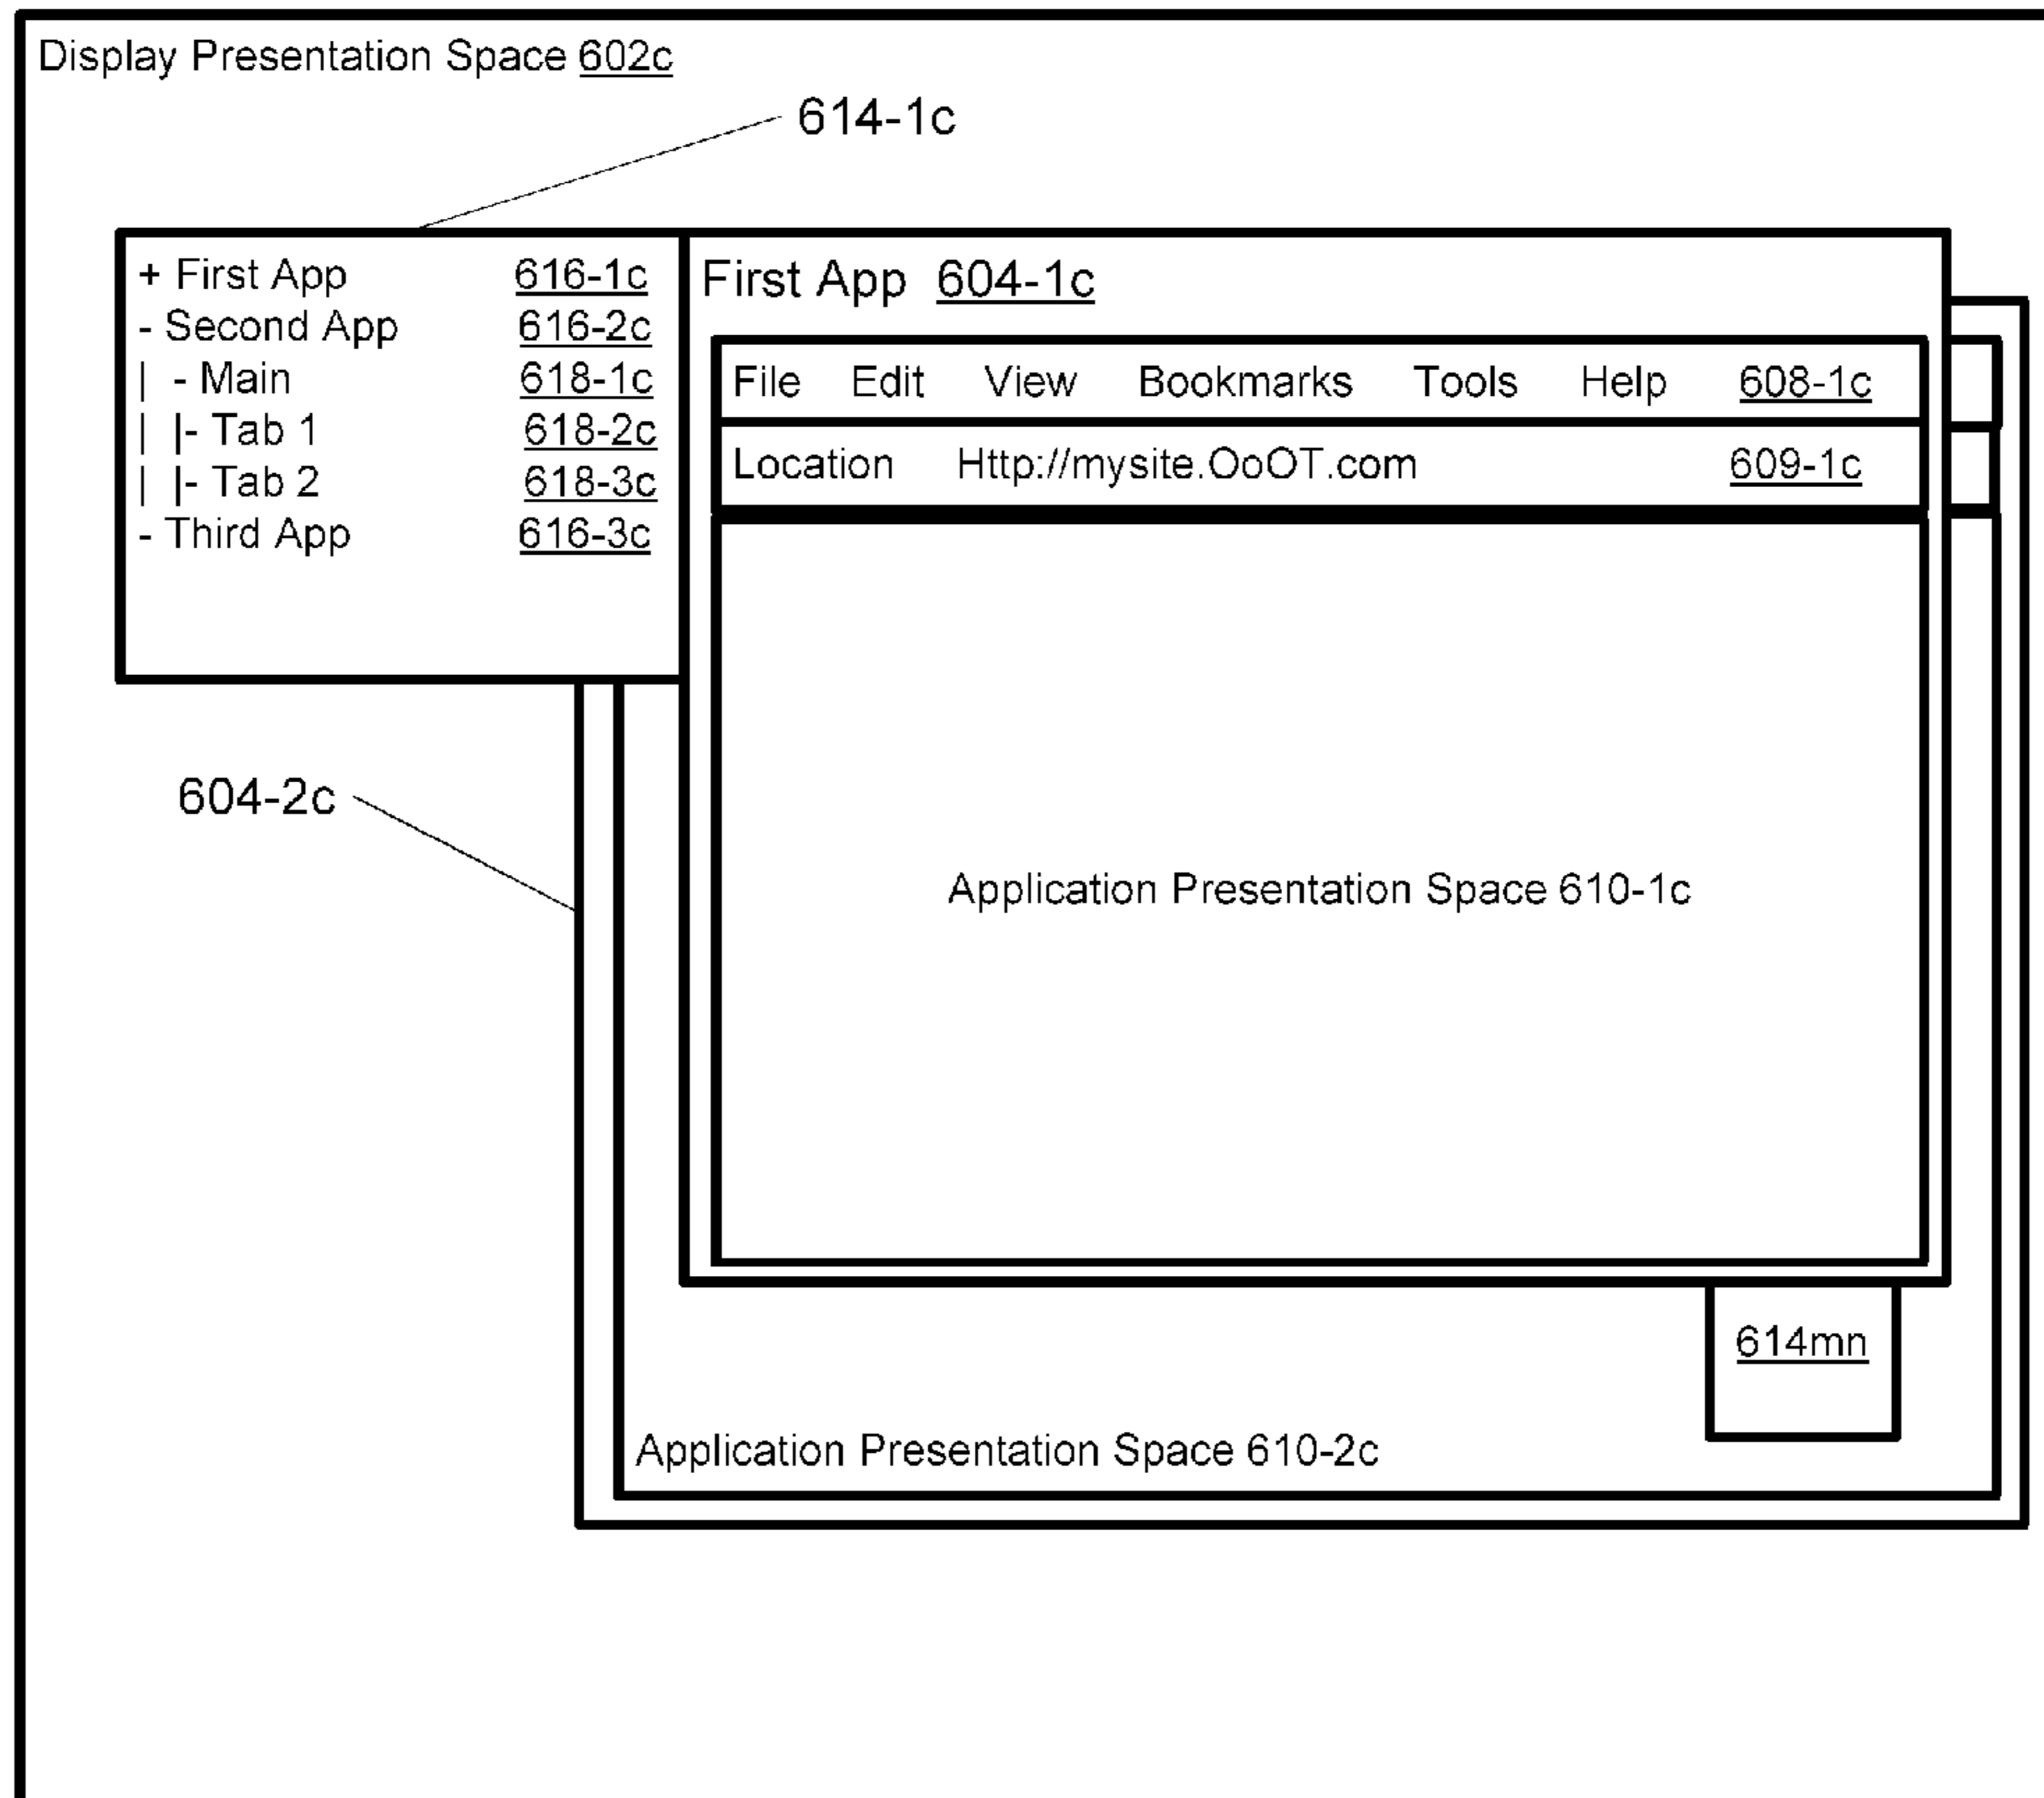 Display Presentation Space 602c
614-1c
+ First App 616-1c
- Second App 616-2c
| - Main 618-1c
| |- Tab 1 618-2c
| |- Tab 2 618-3c
- Third App 616-3c
First App 604-1c
File Edit View Bookmarks Tools Help 608-1c
Location Http://mysite.OoOT.com 609-1c
604-2c
Application Presentation Space 610-1c
614mn
Application Presentation Space 610-2c